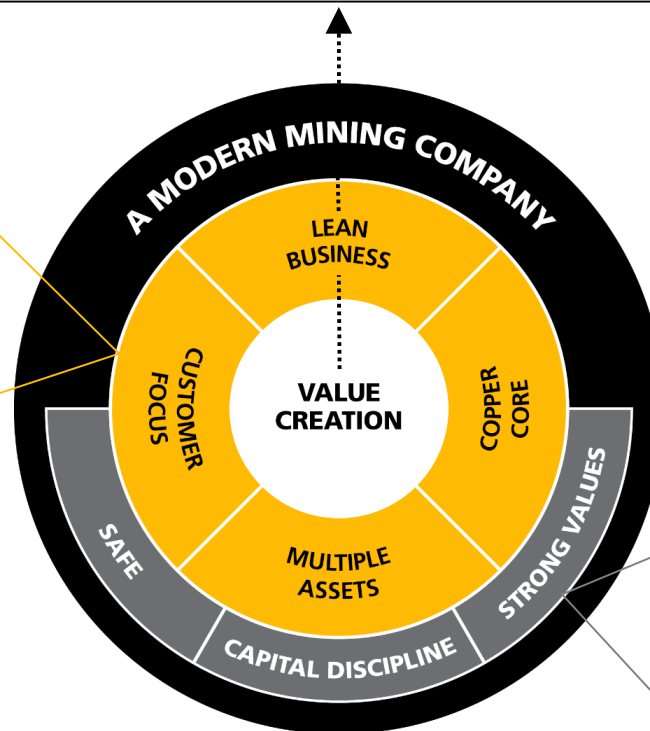 A MODERN MINING COMPANY
LEAN
BUSINESS
CUSTOMER
FOCUS
VALUE
CREATION
COPPER
CORE
MULTIPLE
ASSETS
SAFE
CAPITAL DISCIPLINE
STRONG VALUES